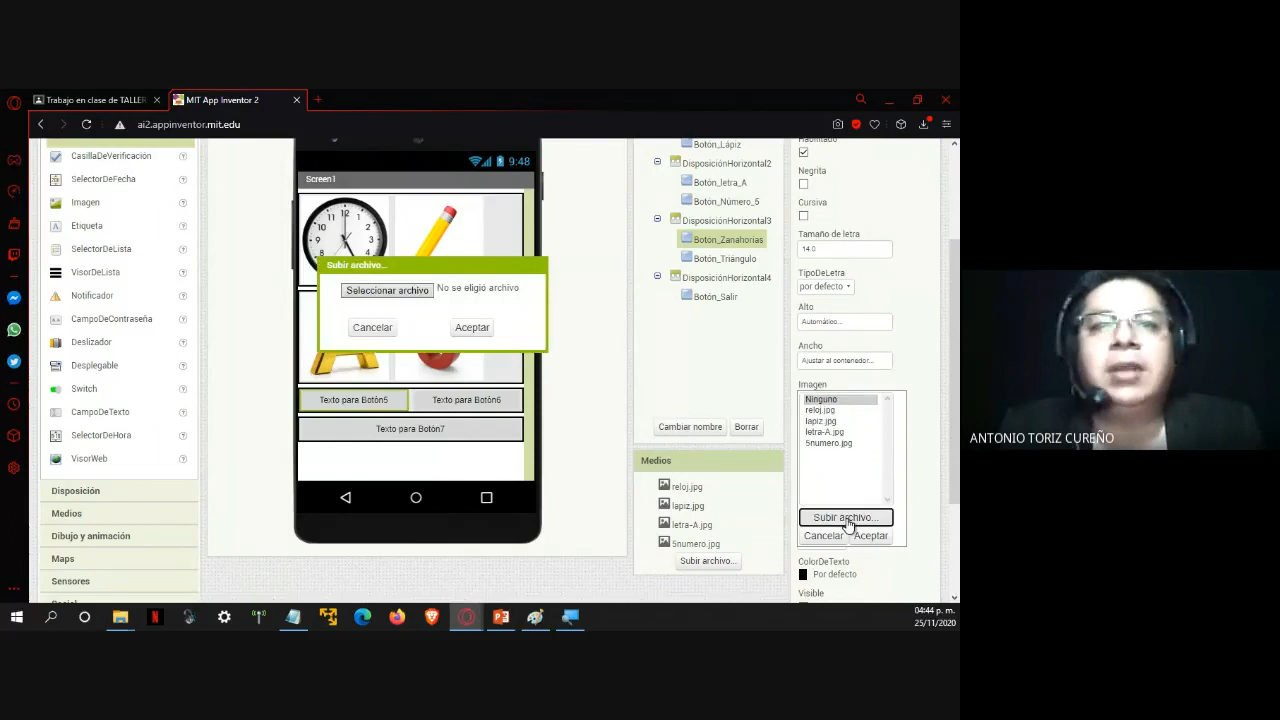 Trabajo en clase de TALLER
MIT App Inventor 2
ai2.appinventor.mit.edu
CasillaDeVerificación
SelectorDeFecha
Imagen
Etiqueta
SelectorDeLista
VisorDeLista
Notificador
CampoDeContraseña
Deslizador
Desplegable
Switch
CampoDeTexto
SelectorDeHora
VisorWeb
Disposición
Medios
Dibujo y animación
Maps
Sensores
9:48
Screen1
Subir archivo...
Seleccionar archivo No se eligió archivo
Cancelar Aceptar
Texto para Botón5 Texto para Botón6
Texto para Botón7
Botón_Lápiz
DisposiciónHorizontal2
Botón_letra_A
Botón_Número_5
DisposiciónHorizontal3
Botón_Zanahorias
Botón_Triángulo
DisposiciónHorizontal4
Botón_Salir
Cambiar nombre Borrar
Medios
reloj.jpg
lapiz.jpg
letra-A.jpg
5numero.jpg
Subir archivo...
Habilitado
Negrita
Cursiva
Tamaño de letra
14.0
TipoDeLetra
por defecto
Alto
Automático...
Ancho
Ajustar al contenedor...
Imagen
Ninguno
reloj.jpg
lapiz.jpg
letra-A.jpg
5numero.jpg
Subir archivo...
Cancelar Aceptar
ColorDeTexto
Por defecto
Visible
04:44 p. m.
25/11/2020
ANTONIO TORIZ CUREÑO